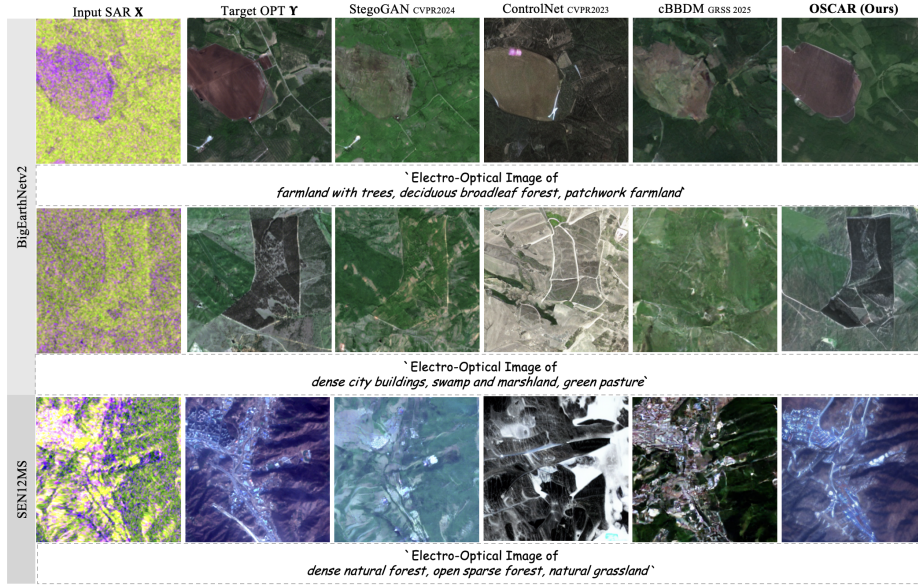 Input SAR X Target OPT Y StegoGAN CVPR2024 ControlNet CVPR2023 cBBDM GRSS 2025 OSCAR (Ours)
BigEarthNetv2
`Electro-Optical Image of
farmland with trees, deciduous broadleaf forest, patchwork farmland`
`Electro-Optical Image of
dense city buildings, swamp and marshland, green pasture`
SEN12MS
`Electro-Optical Image of
dense natural forest, open sparse forest, natural grassland`